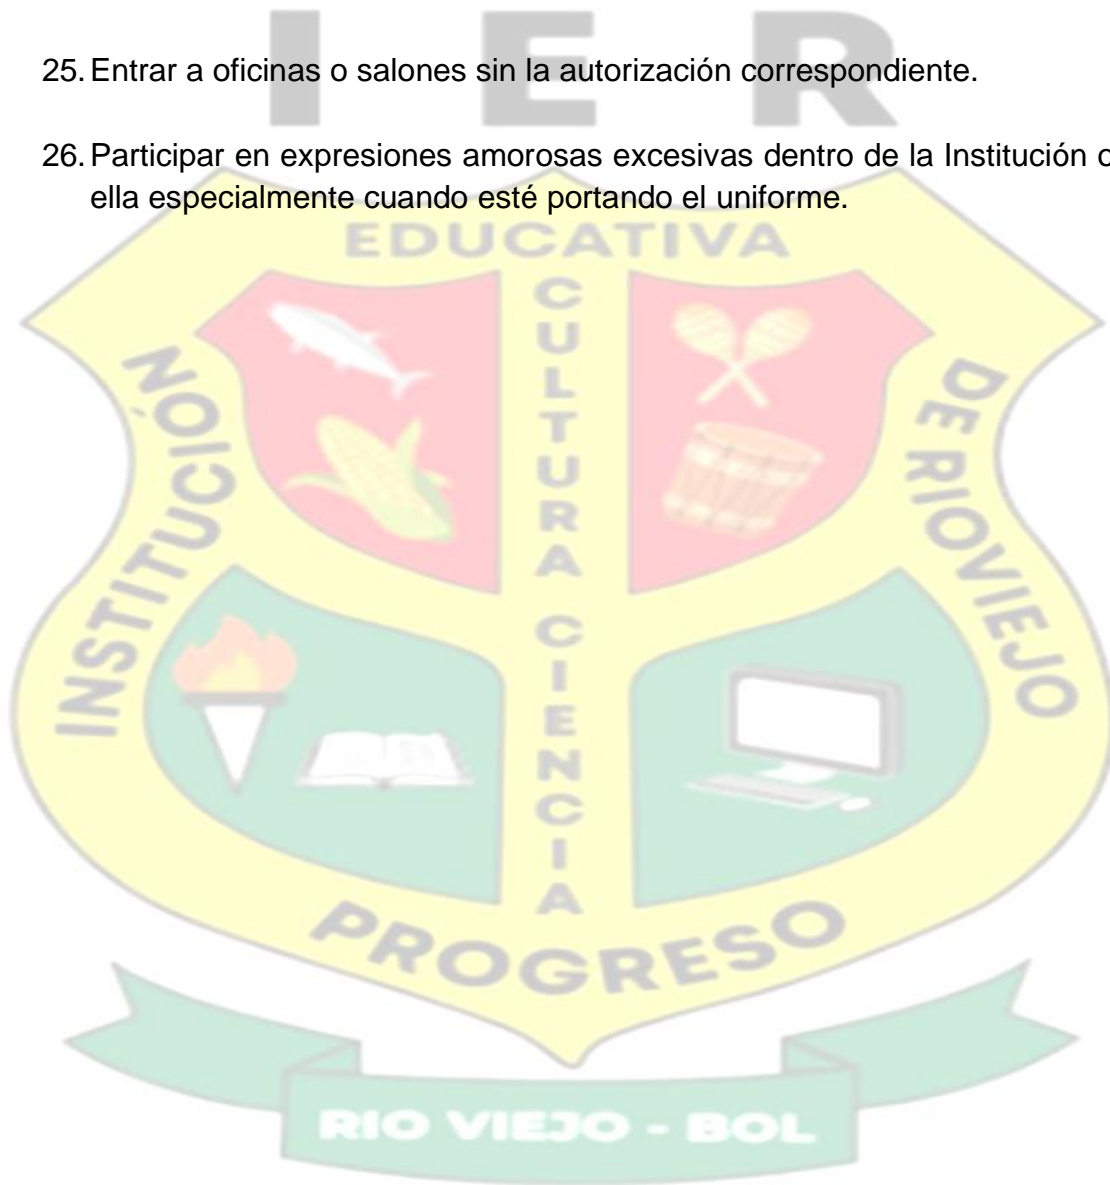 I E R
25. Entrar a oficinas o salones sin la autorización correspondiente.
26. Participar en expresiones amorosas excesivas dentro de la Institución
ella especialmente cuando esté portando el uniforme.
EDUCATIVA
INSTITUCIÓN
CULTURA CIENCIA
DE RIOVIEJO
PROGRESO
RIO VIEJO - BOL